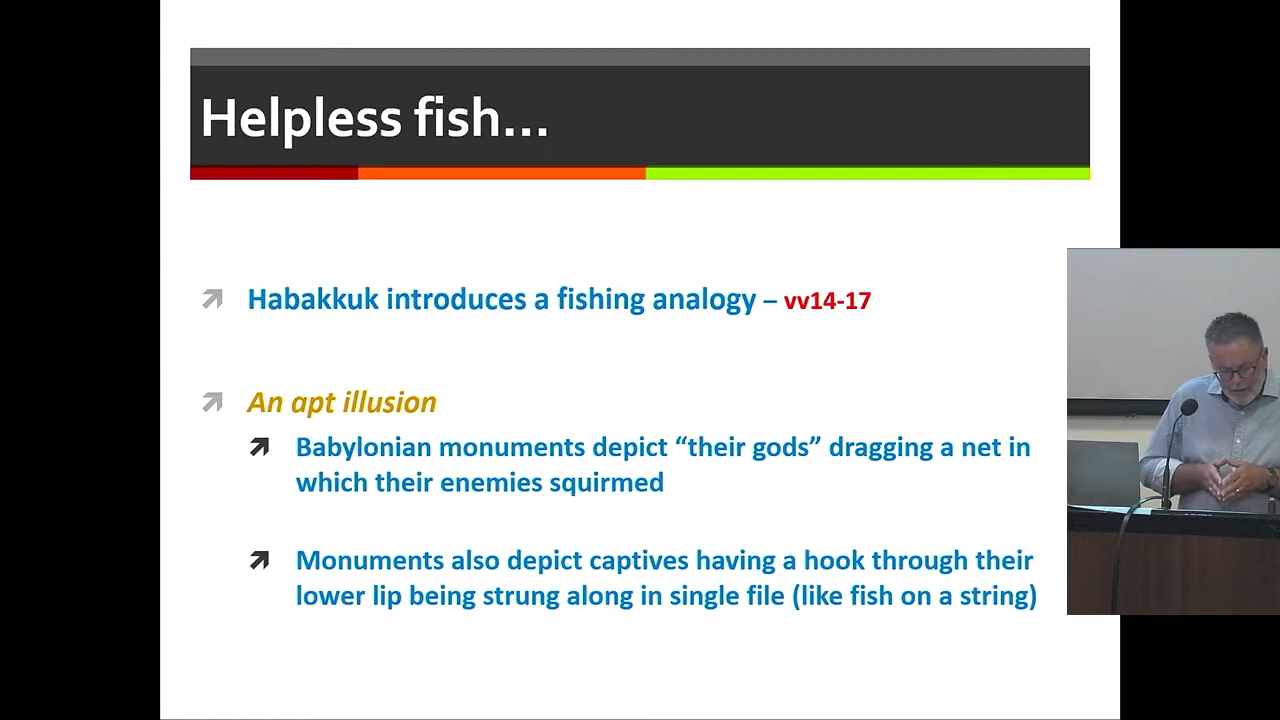 Helpless fish...
Habakkuk introduces a fishing analogy – vv14-17
An apt illusion
Babylonian monuments depict “their gods” dragging a net in
which their enemies squirmed
Monuments also depict captives having a hook through their
lower lip being strung along in single file (like fish on a string)